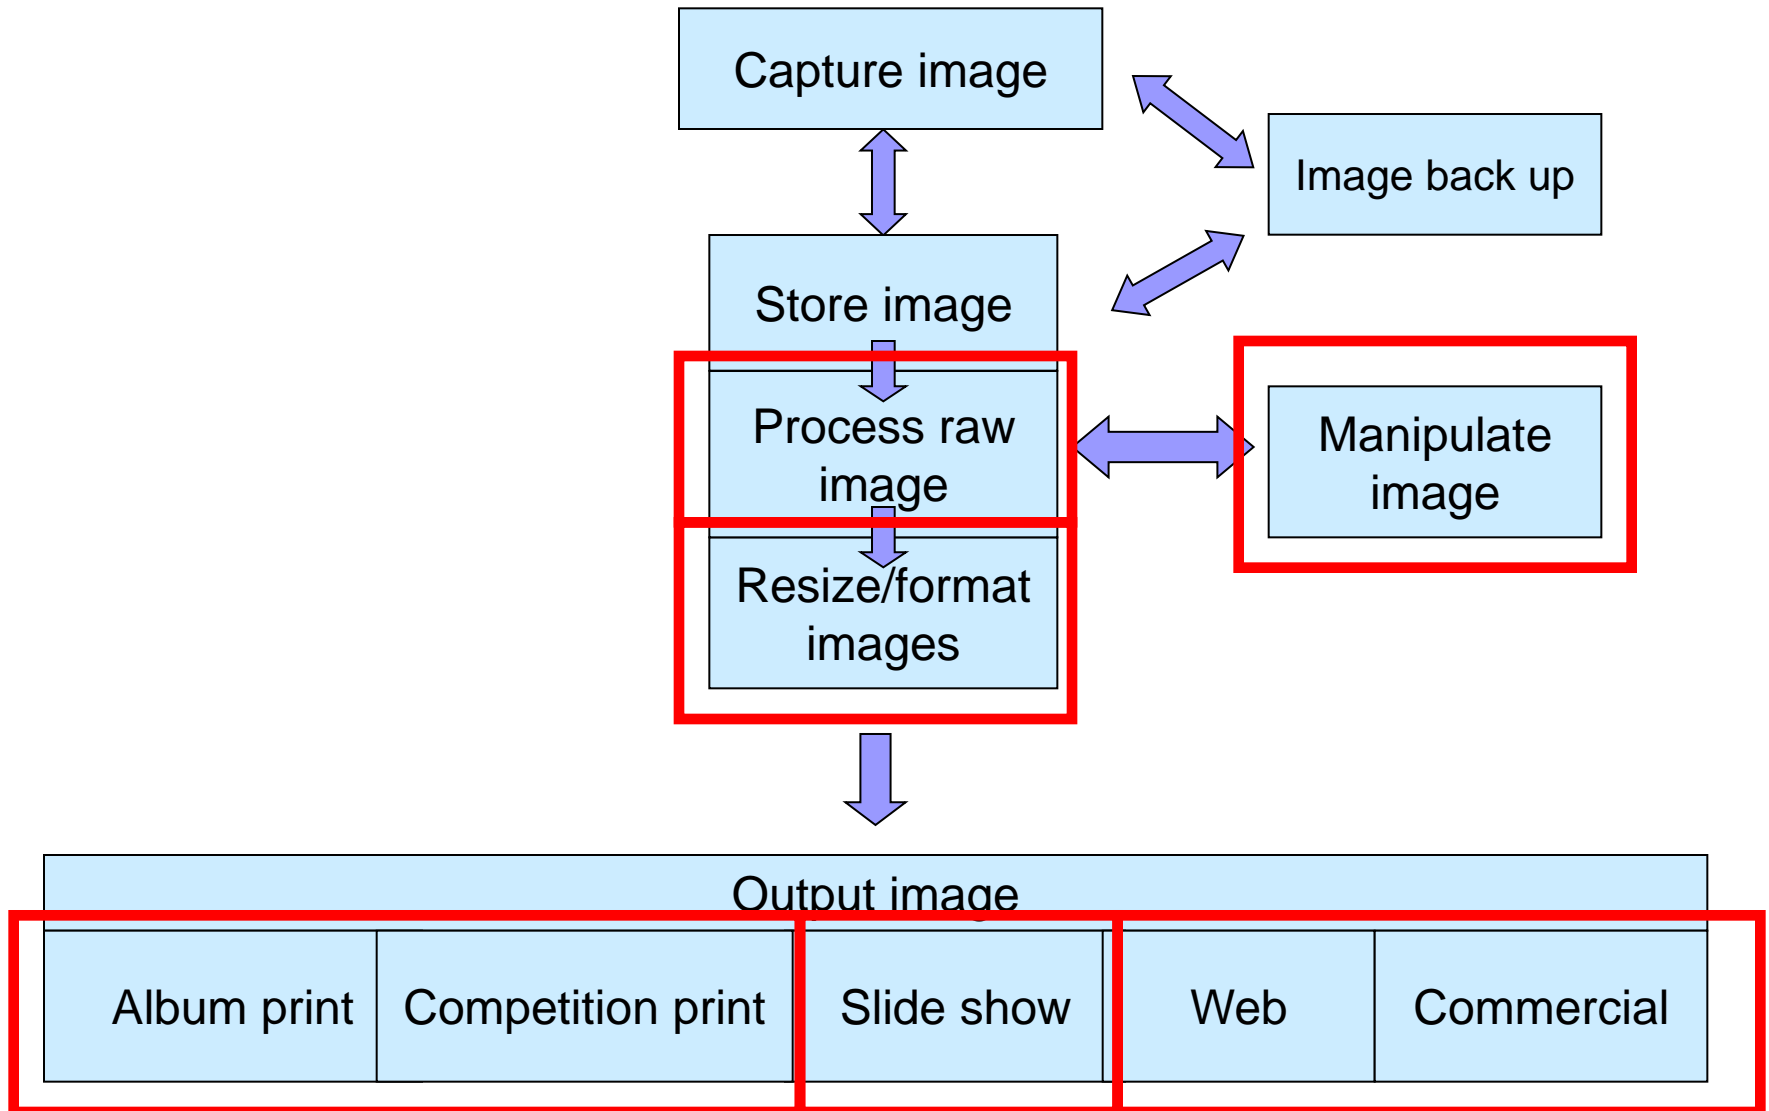 Capture image
Image back up
Store image
Process raw
image
Manipulate
image
Resize/format
images
Output image
Album print
Competition print
Slide show
Web
Commercial